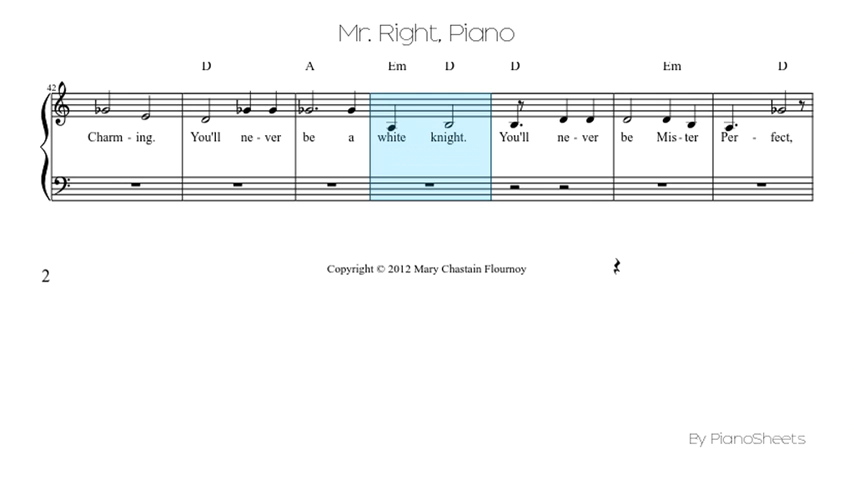 Mr. Right, Piano
D A Em D D Em D
42
Charm - ing. You'll ne - ver be a white knight. You'll ne - ver be Mis - ter Per - fect,
Copyright © 2012 Mary Chastain Flournoy
2
By PianoSheets